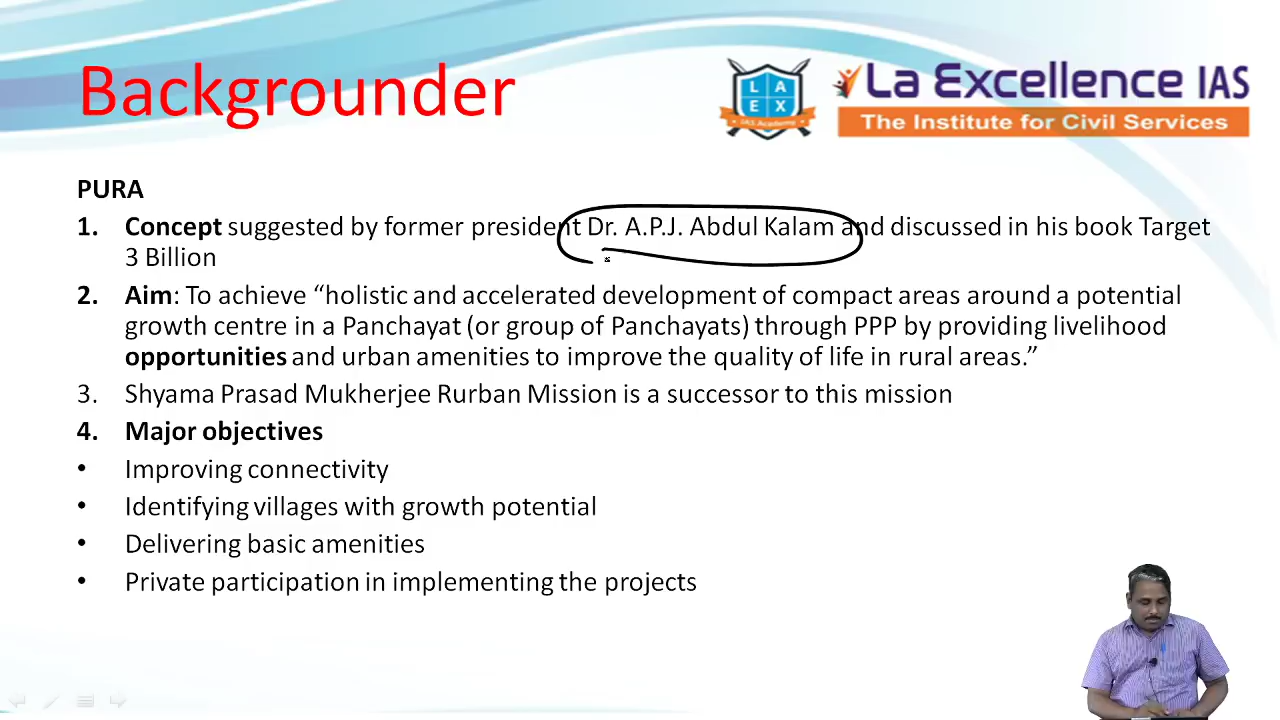 Backgrounder
L A
E X
IAS Academy
La Excellence IAS
The Institute for Civil Services
PURA
1. Concept suggested by former president Dr. A.P.J. Abdul Kalam and discussed in his book Target
3 Billion
2. Aim: To achieve “holistic and accelerated development of compact areas around a potential
growth centre in a Panchayat (or group of Panchayats) through PPP by providing livelihood
opportunities and urban amenities to improve the quality of life in rural areas.”
3. Shyama Prasad Mukherjee Rurban Mission is a successor to this mission
4. Major objectives
• Improving connectivity
• Identifying villages with growth potential
• Delivering basic amenities
• Private participation in implementing the projects